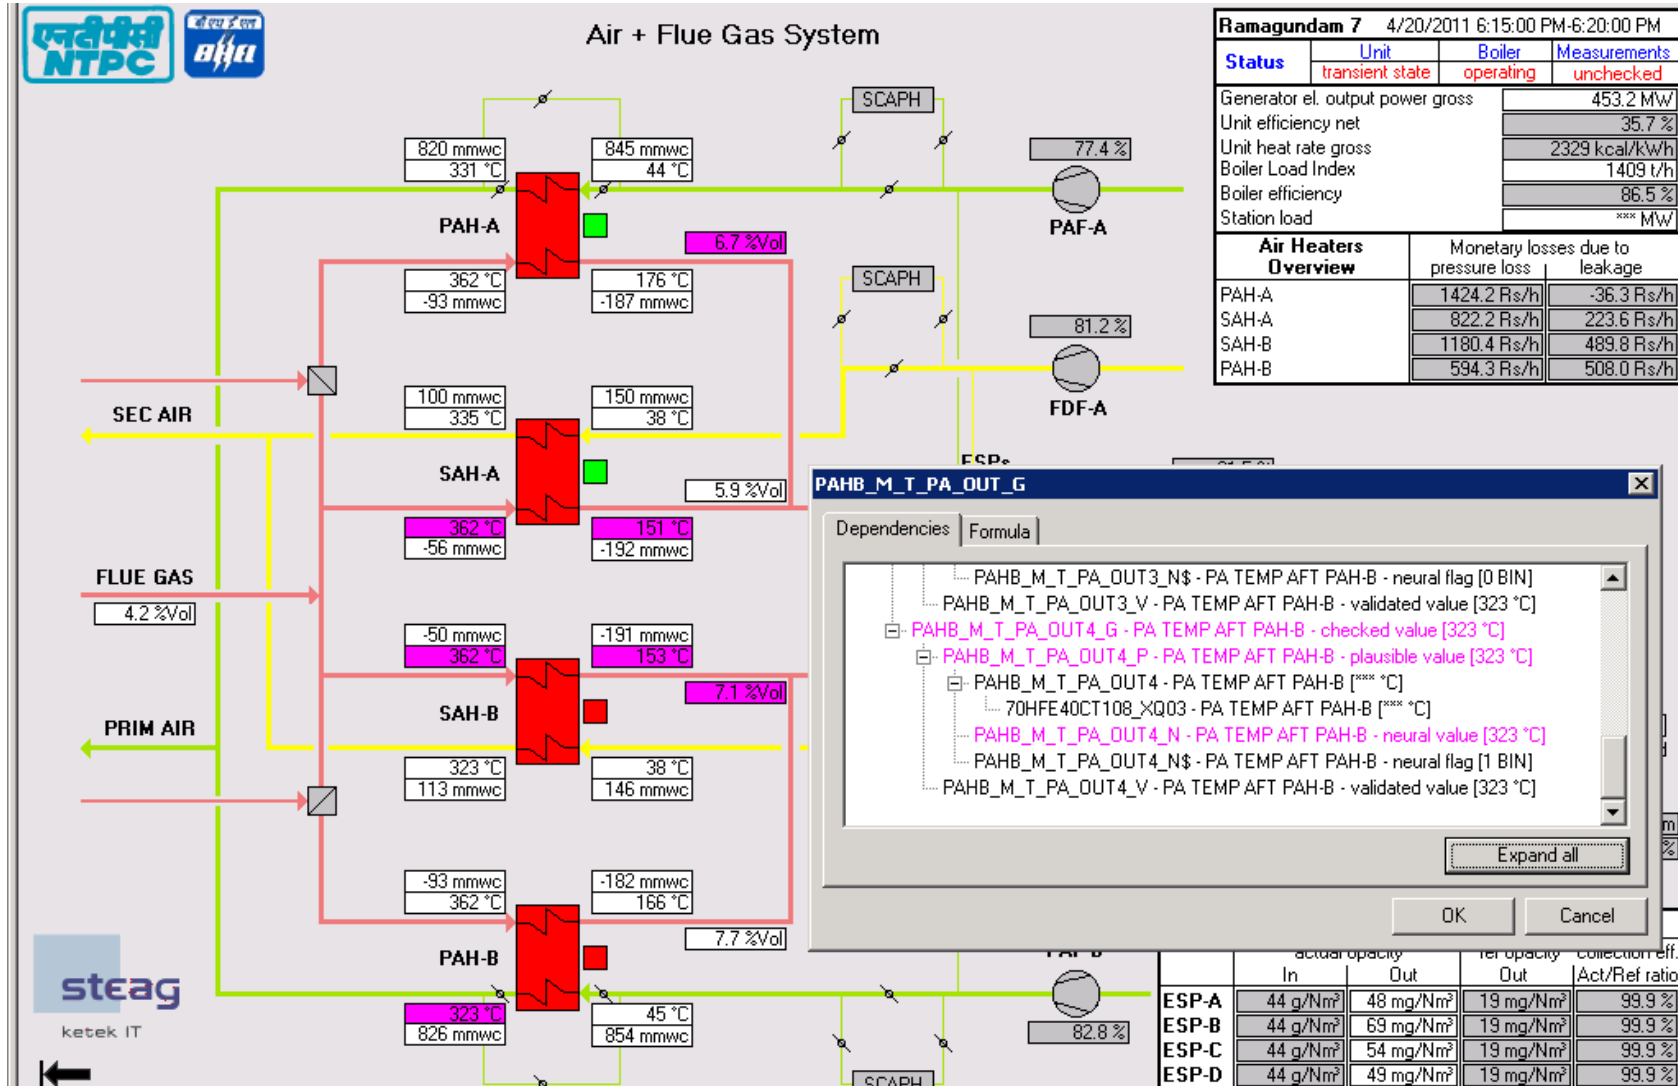 एनटीपीसी
NTPC
Air + Flue Gas System
Ramagundam 7 4/20/2011 6:15:00 PM-6:20:00 PM
Status Unit Boiler Measurements
transient state operating unchecked
Generator el. output power gross 453.2 MW
Unit efficiency net 35.7 %
Unit heat rate gross 2329 kcal/kWh
Boiler Load Index 1409 t/h
Boiler efficiency 86.5 %
Station load *** MW
Air Heaters Overview Monetary losses due to
pressure loss leakage
PAH-A 1424.2 Rs/h -36.3 Rs/h
SAH-A 822.2 Rs/h 223.6 Rs/h
SAH-B 1180.4 Rs/h 489.8 Rs/h
PAH-B 594.3 Rs/h 508.0 Rs/h
SCAPH
820 mmwc 845 mmwc 77.4 %
331 °C 44 °C
PAH-A PAF-A
6.7 %Vol
362 °C 176 °C SCAPH
-93 mmwc -187 mmwc
81.2 %
100 mmwc 150 mmwc
335 °C 38 °C FDF-A
SEC AIR
ESPs
SAH-A
5.9 %Vol
362 °C 151 °C
-56 mmwc -192 mmwc
FLUE GAS
4.2 %Vol
-50 mmwc -191 mmwc
362 °C 153 °C
7.1 %Vol
SAH-B
PRIM AIR
323 °C 38 °C
113 mmwc 146 mmwc
-93 mmwc -182 mmwc
362 °C 166 °C
7.7 %Vol
PAH-B
323 °C 45 °C
826 mmwc 854 mmwc 82.8 %
SCAPH
steag
ketek IT
PAHB_M_T_PA_OUT_G
Dependencies Formula
PAHB_M_T_PA_OUT3_N$ - PA TEMP AFT PAH-B - neural flag [0 BIN]
PAHB_M_T_PA_OUT3_V - PA TEMP AFT PAH-B - validated value [323 °C]
PAHB_M_T_PA_OUT4_G - PA TEMP AFT PAH-B - checked value [323 °C]
PAHB_M_T_PA_OUT4_P - PA TEMP AFT PAH-B - plausible value [323 °C]
PAHB_M_T_PA_OUT4 - PA TEMP AFT PAH-B [*** °C]
70HFE40CT108_XQ03 - PA TEMP AFT PAH-B [*** °C]
PAHB_M_T_PA_OUT4_N - PA TEMP AFT PAH-B - neural value [323 °C]
PAHB_M_T_PA_OUT4_N$ - PA TEMP AFT PAH-B - neural flag [1 BIN]
PAHB_M_T_PA_OUT4_V - PA TEMP AFT PAH-B - validated value [323 °C]
Expand all
OK Cancel
actual opacity ref opacity collection eff.
In Out Out Act/Ref ratio
ESP-A 44 g/Nm³ 48 mg/Nm³ 19 mg/Nm³ 99.9 %
ESP-B 44 g/Nm³ 69 mg/Nm³ 19 mg/Nm³ 99.9 %
ESP-C 44 g/Nm³ 54 mg/Nm³ 19 mg/Nm³ 99.9 %
ESP-D 44 g/Nm³ 49 mg/Nm³ 19 mg/Nm³ 99.9 %